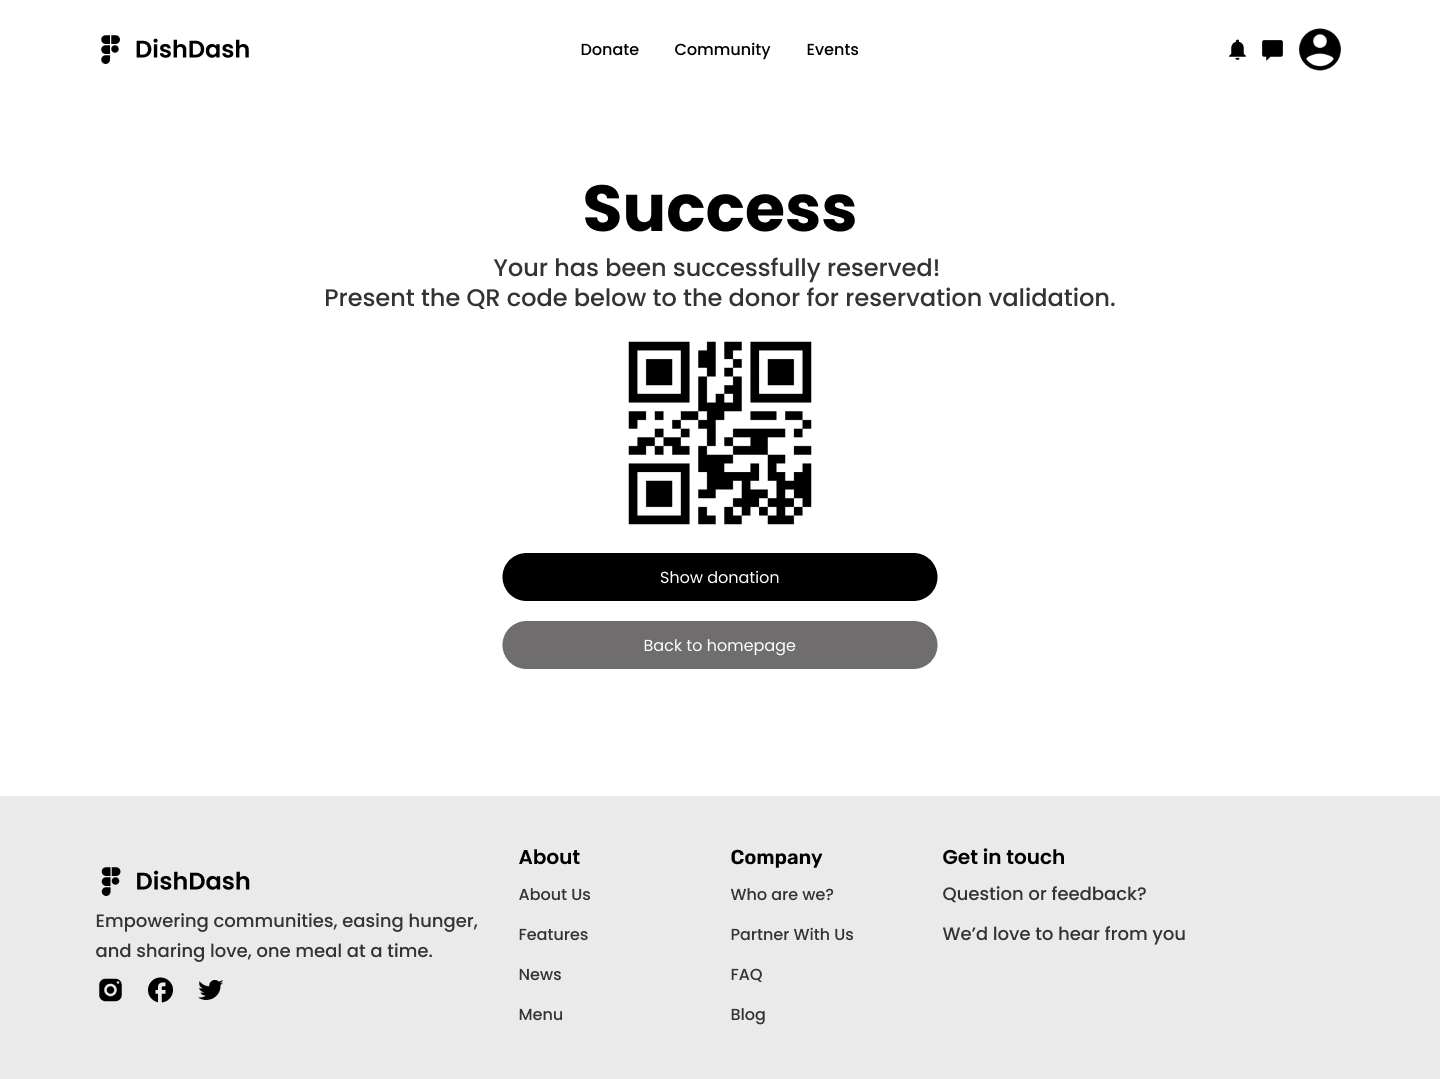 DishDash
Donate Community Events
Success
Your has been successfully reserved!
Present the QR code below to the donor for reservation validation.
Show donation
Back to homepage
DishDash
Empowering communities, easing hunger,
and sharing love, one meal at a time.
About
About Us
Features
News
Menu
Company
Who are we?
Partner With Us
FAQ
Blog
Get in touch
Question or feedback?
We’d love to hear from you